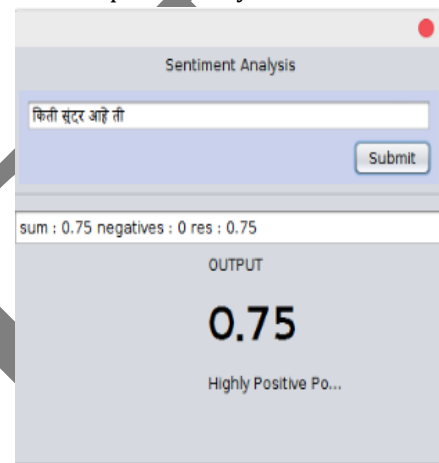 Sentiment Analysis
किती सुंदर आहे ती
Submit
sum : 0.75 negatives : 0 res : 0.75
OUTPUT
0.75
Highly Positive Po...